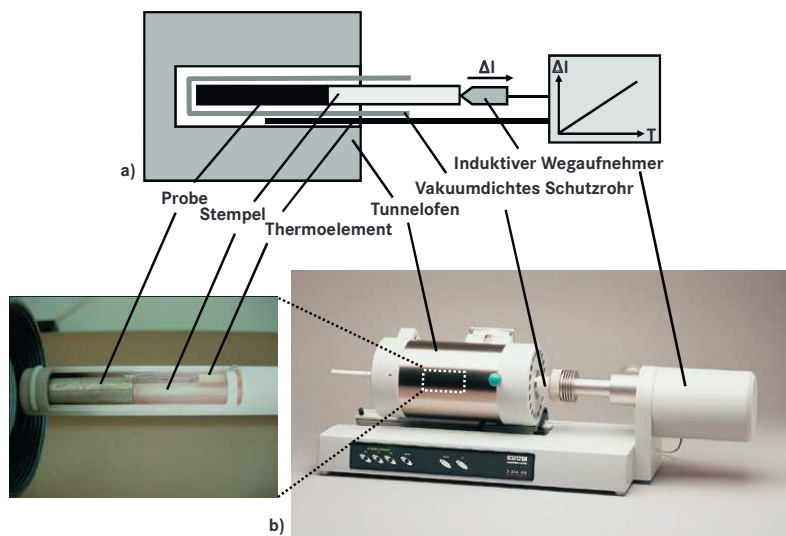 Δl
Δl
T
a)
Induktiver Wegaufnehmer
Vakuumdichtes Schutzrohr
Probe
Stempel
Tunnelofen
Thermoelement
b)